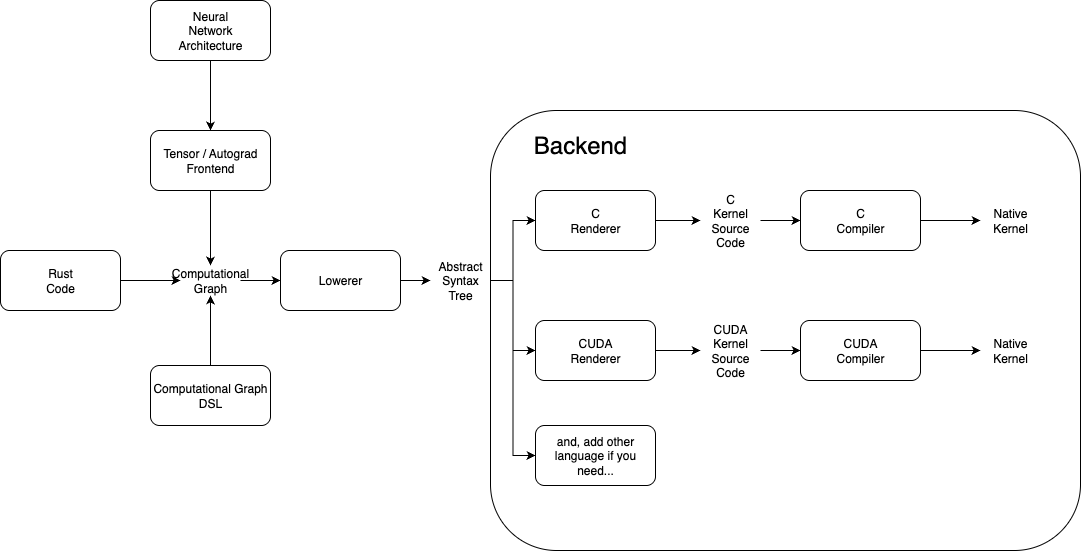 Neural
Network
Architecture
Tensor / Autograd
Frontend
Rust
Code
Computational
Graph
Lowerer
Abstract
Syntax
Tree
Computational Graph
DSL
Backend
C
Renderer
C
Kernel
Source
Code
C
Compiler
Native
Kernel
CUDA
Renderer
CUDA
Kernel
Source
Code
CUDA
Compiler
Native
Kernel
and, add other
language if you
need...